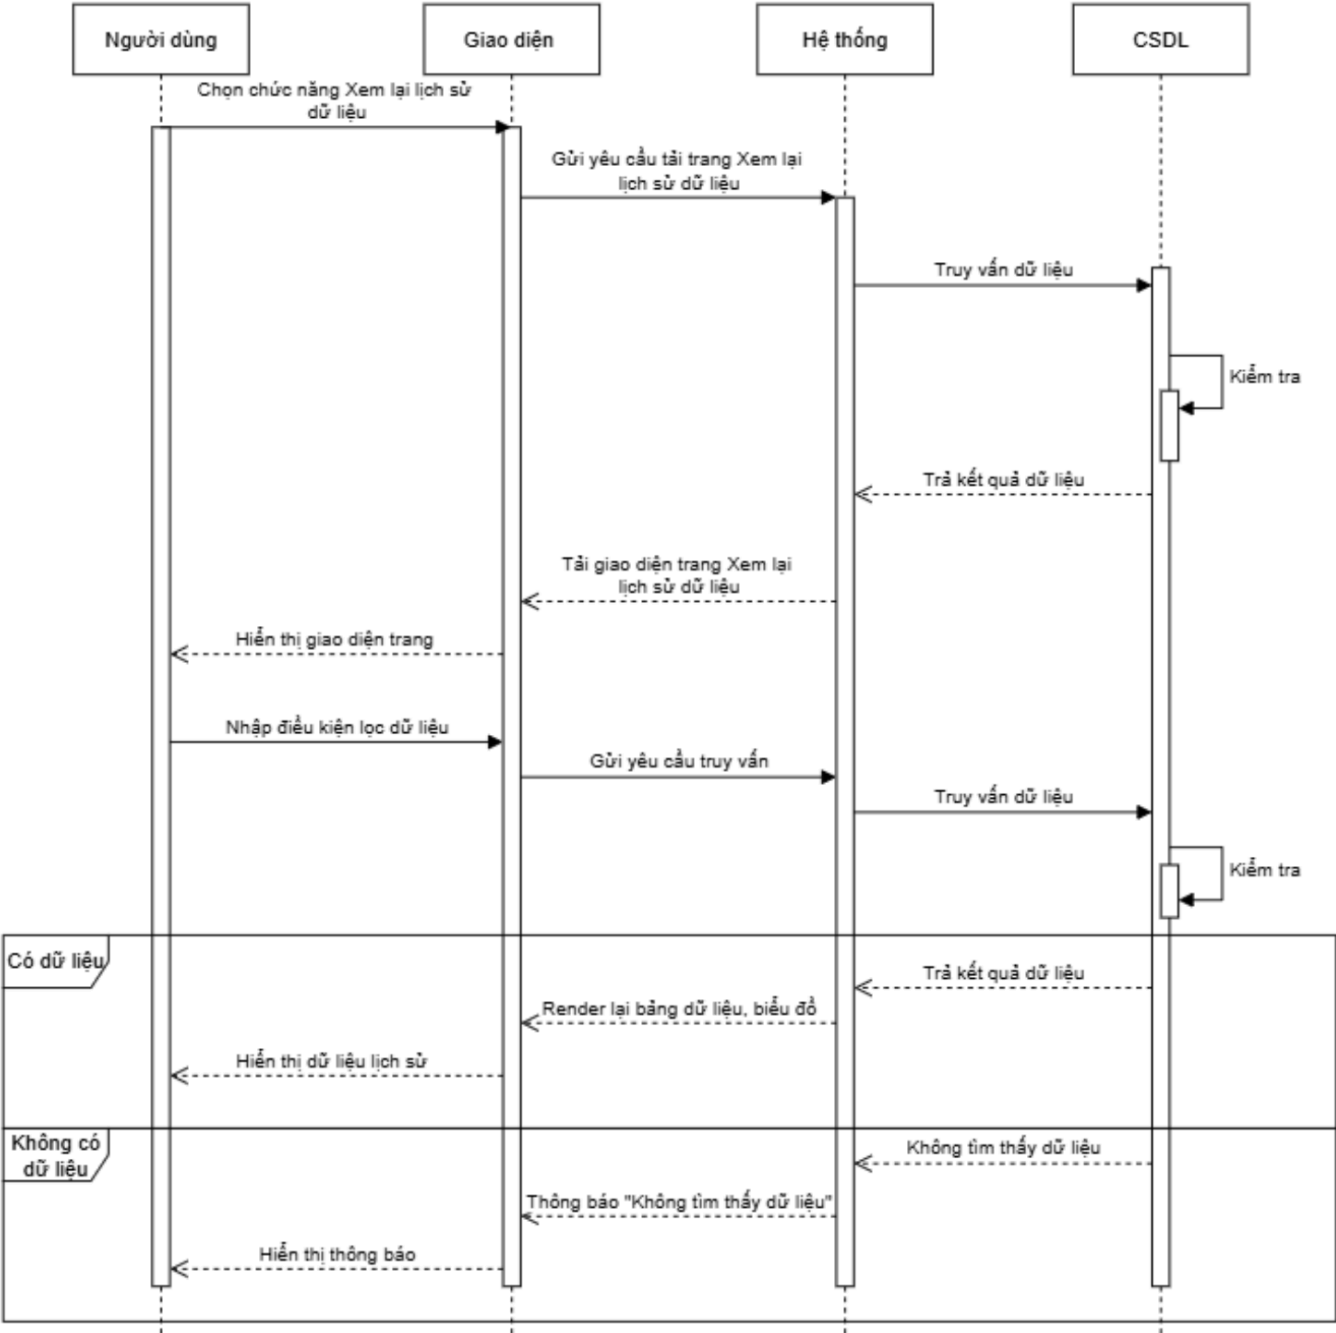 Người dùng
Giao diện
Hệ thống
CSDL
Chọn chức năng Xem lại lịch sử
dữ liệu
Gửi yêu cầu tải trang Xem lại
lịch sử dữ liệu
Truy vấn dữ liệu
Kiểm tra
Trả kết quả dữ liệu
Tải giao diện trang Xem lại
lịch sử dữ liệu
Hiển thị giao diện trang
Nhập điều kiện lọc dữ liệu
Gửi yêu cầu truy vấn
Truy vấn dữ liệu
Kiểm tra
Có dữ liệu
Trả kết quả dữ liệu
Render lại bảng dữ liệu, biểu đồ
Hiển thị dữ liệu lịch sử
Không có
dữ liệu
Không tìm thấy dữ liệu
Thông báo "Không tìm thấy dữ liệu"
Hiển thị thông báo